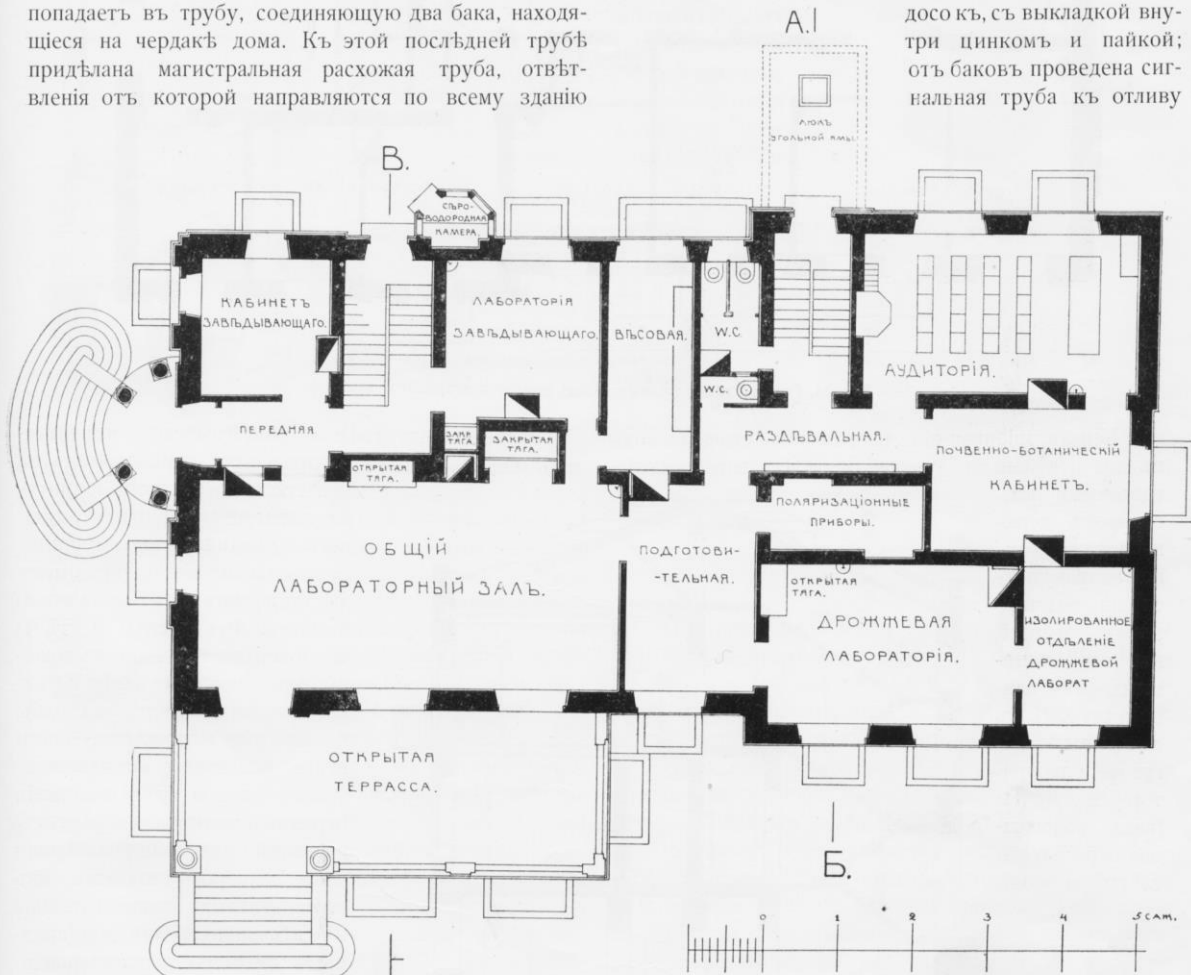 попадаетъ въ трубу, соединяющую два бака, находя-
щіеся на чердакѣ дома. Къ этой послѣдней трубѣ
придѣлана магистральная расхожая труба, отвѣт-
вленія отъ которой направляются по всему зданію
досокъ, съ выкладкой вну-
три цинкомъ и пайкой;
отъ баковъ проведена сиг-
нальная труба къ отливу
А.
ЛЮКЪ
УГОЛЬНОЙ ЯМЫ
В.
СѢРО-
ВОДОРОДНАЯ
КАМЕРА.
КАБИНЕТЪ
ЗАВѢДЫВАЮЩАГО.
ЛАБОРАТОРІЯ
ЗАВѢДЫВАЮЩАГО.
ВѢСОВАЯ.
W.C.
W.C.
АУДИТОРІЯ.
ПЕРЕДНЯЯ
ЗАКР
ТЯГА.
ЗАКРЫТАЯ
ТЯГА.
ОТКРЫТАЯ
ТЯГА.
РАЗДѢВАЛЬНАЯ.
ПОЧВЕННО-БОТАНИЧЕСКІЙ
КАБИНЕТЪ.
ПОЛЯРИЗАЦІОННЫЕ
ПРИБОРЫ.
ОБЩІЙ
ЛАБОРАТОРНЫЙ ЗАЛЪ.
ПОДГОТОВИ-
-ТЕЛЬНАЯ.
ОТКРЫТАЯ
ТЯГА.
ДРОЖЖЕВАЯ
ЛАБОРАТОРІЯ.
ИЗОЛИРОВАННОЕ
ОТДѢЛЕНІЕ
ДРОЖЖЕВОЙ
ЛАБОРАТ
ОТКРЫТАЯ
ТЕРРАССА.
Б.
0 1 2 3 4 5 САЖ.